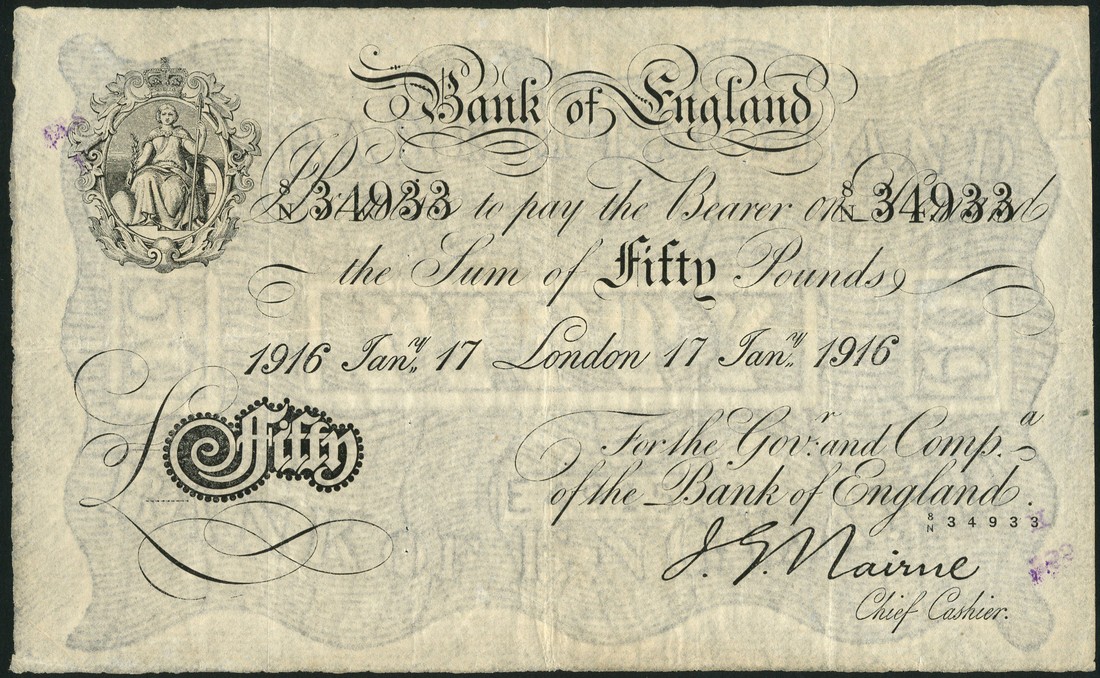 Bank of England
8/N 34933 to pay the Bearer on 8/N 34933
the Sum of Fifty Pounds
1916 Jan.y 17 London 17 Jan.y 1916
£ Fifty
For the Gov.r and Comp.a
of the Bank of England.
8/N 34933
J. G. Nairne
Chief Cashier.